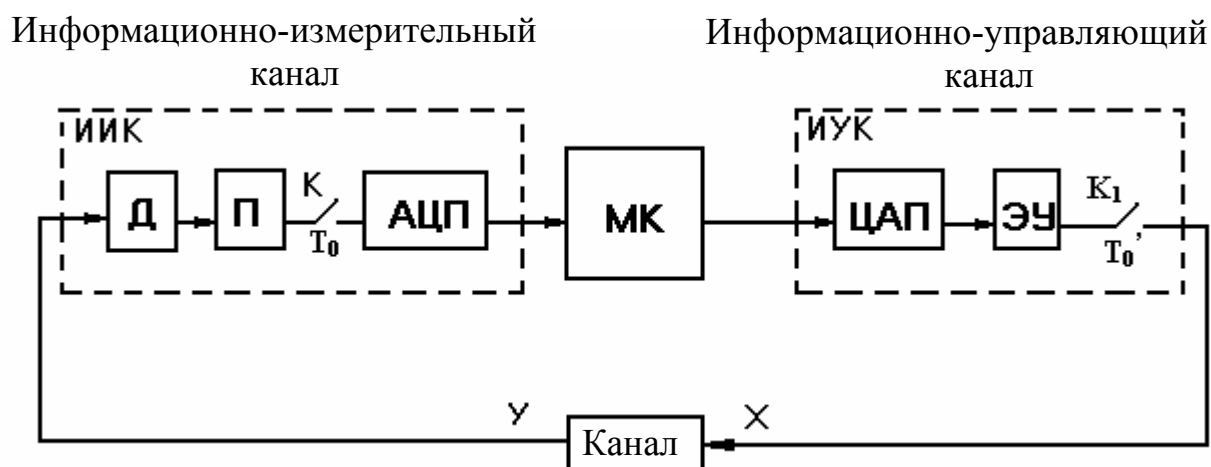 Информационно-измерительный
канал
Информационно-управляющий
канал
ИИК
ИУК
Д
П
К
T₀
АЦП
МК
ЦАП
ЭУ
K₁
T₀'
У
Канал
Х